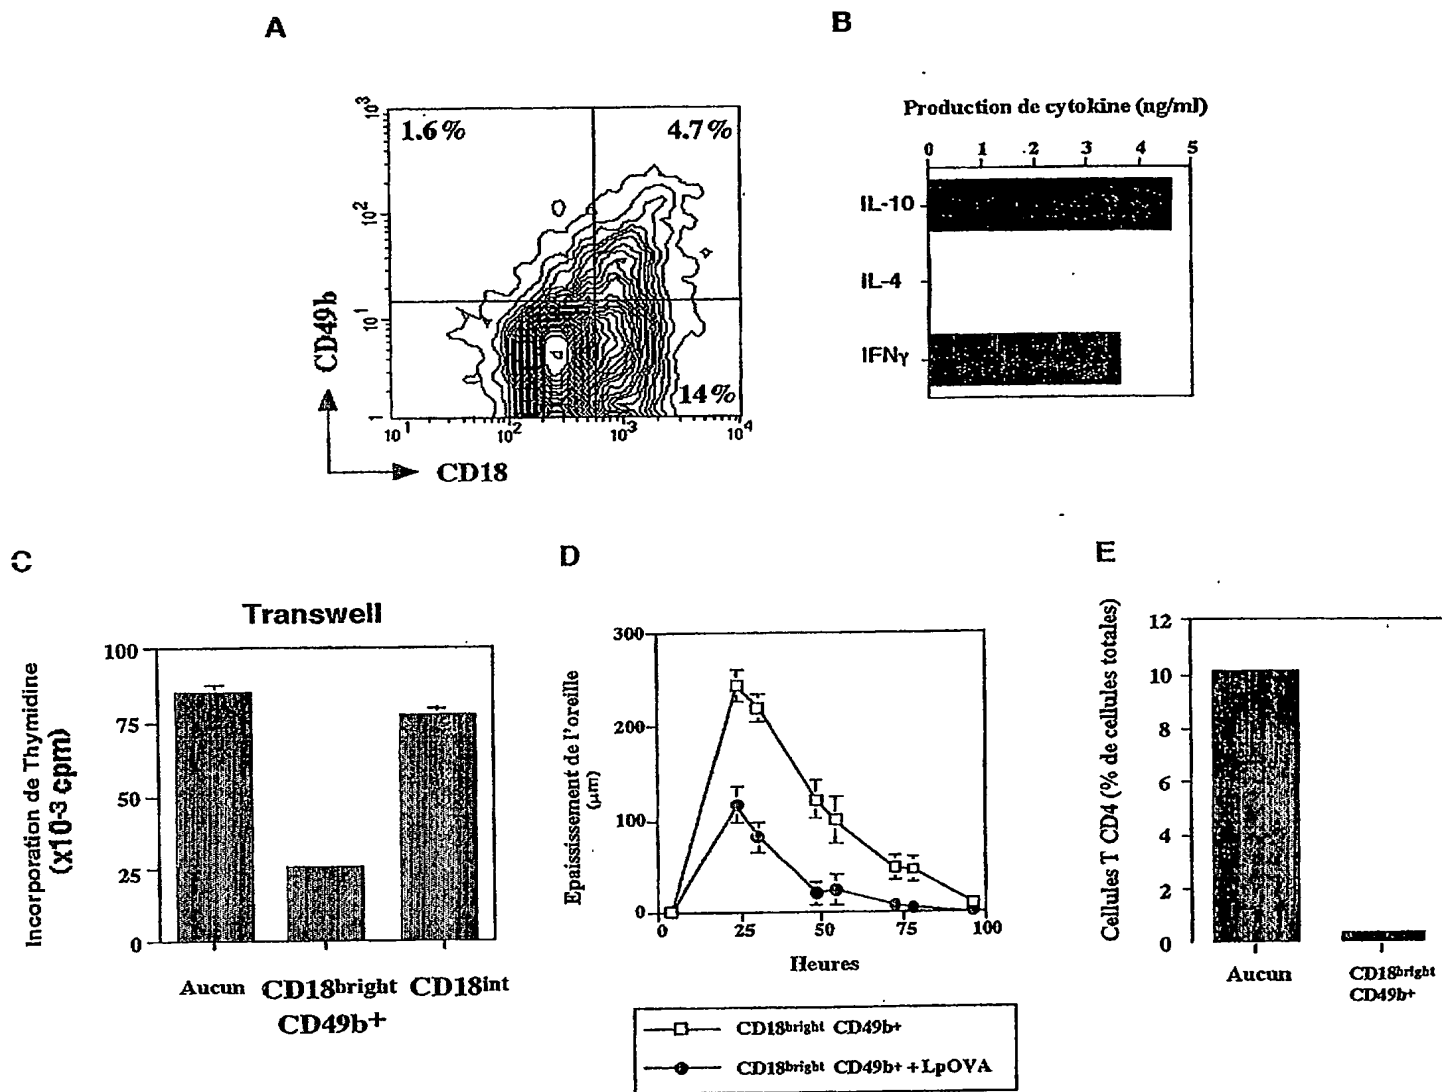 A
B
10³
10²
10¹
1
1.6%
4.7%
14%
CD49b
10¹ 10² 10³ 10⁴
CD18
Production de cytokine (ng/ml)
0 1 2 3 4 5
IL-10
IL-4
IFNγ
C
Transwell
Incorporation de Thymidine
(x10⁻³ cpm)
100
75
50
25
0
Aucun CD18bright CD18int
CD49b+
D
Epaississement de l'oreille
(μm)
300
200
100
0
0 25 50 75 100
Heures
CD18bright CD49b+
CD18bright CD49b+ +LpOVA
E
Cellules T CD4 (% de cellules totales)
12
10
8
6
4
2
0
Aucun CD18bright
CD49b+